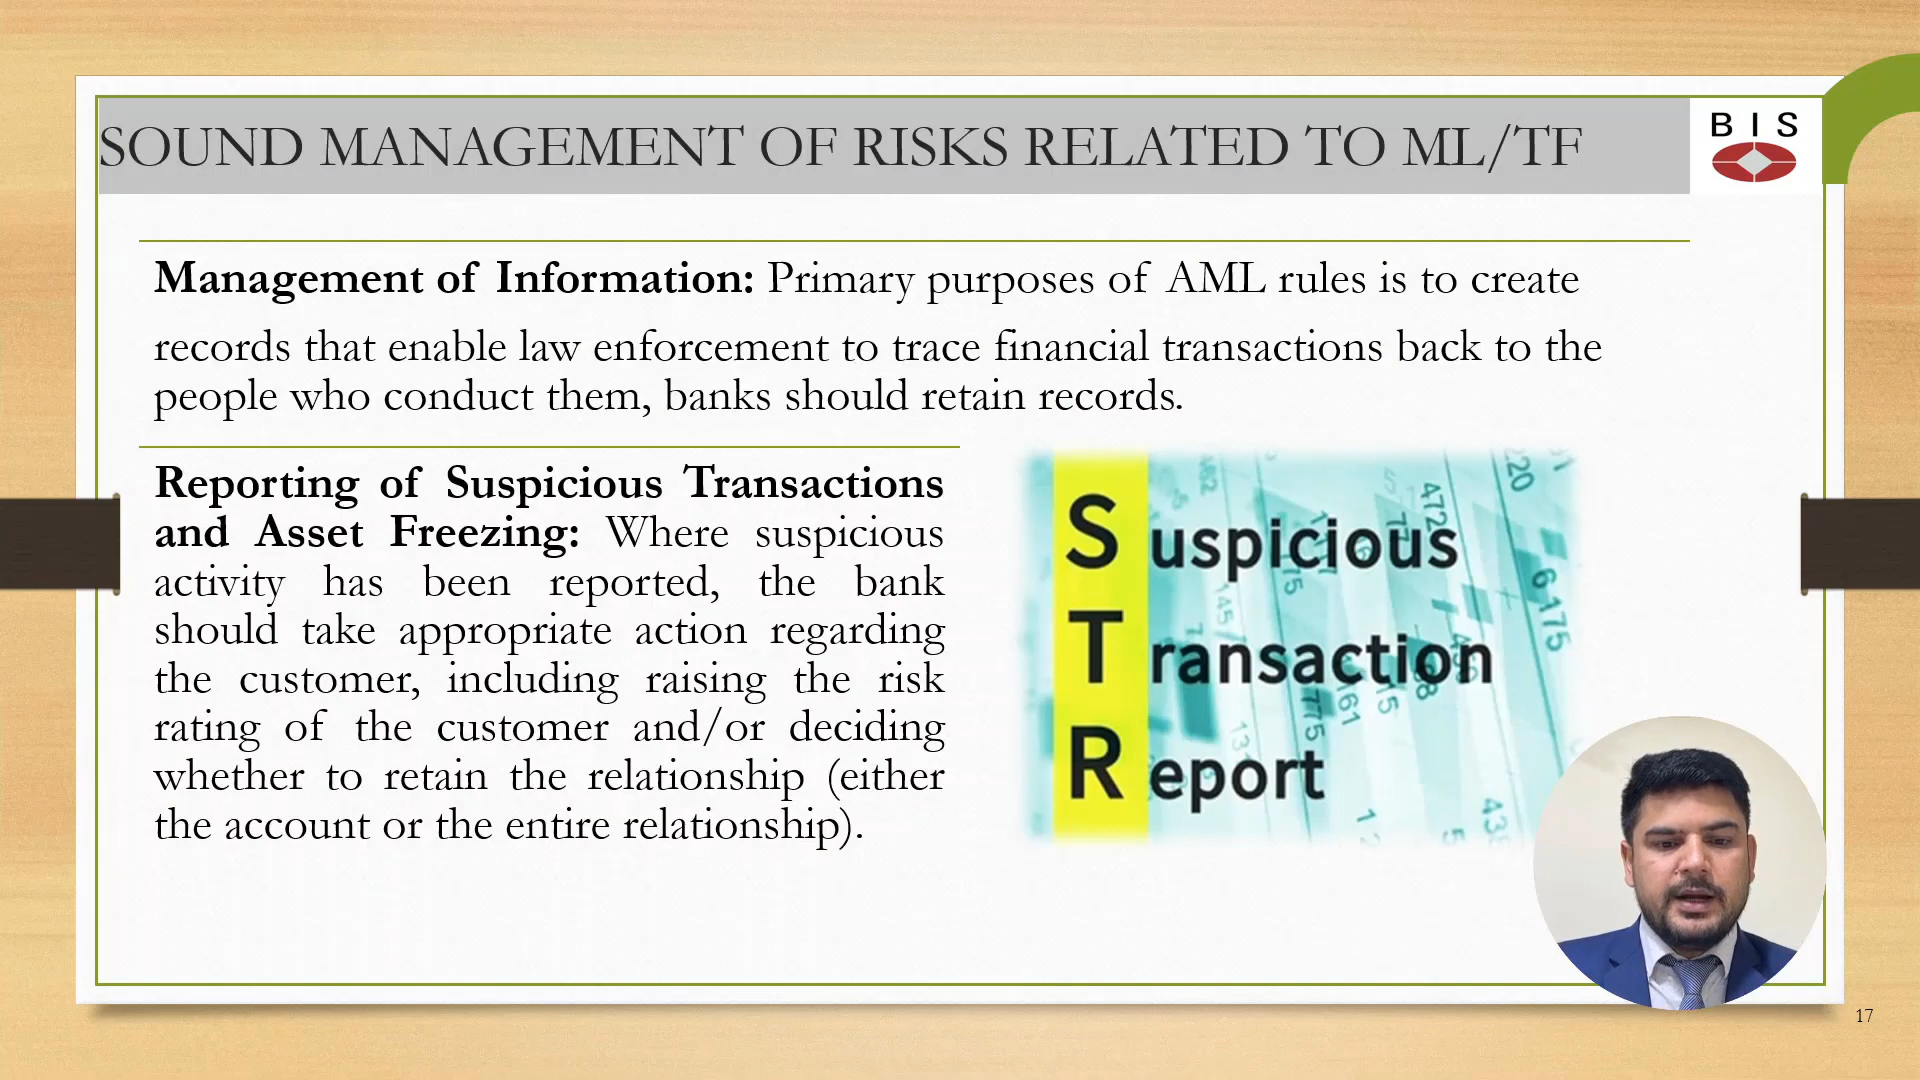 SOUND MANAGEMENT OF RISKS RELATED TO ML/TF
BIS
Management of Information: Primary purposes of AML rules is to create
records that enable law enforcement to trace financial transactions back to the
people who conduct them, banks should retain records.
Reporting of Suspicious Transactions
and Asset Freezing: Where suspicious
activity has been reported, the bank
should take appropriate action regarding
the customer, including raising the risk
rating of the customer and/or deciding
whether to retain the relationship (either
the account or the entire relationship).
Suspicious
Transaction
Report
17